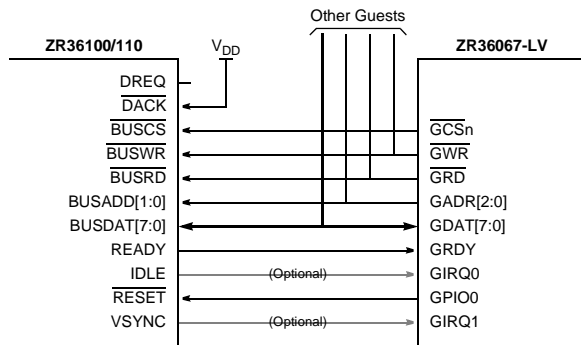 Other Guests
ZR36100/110
VDD
ZR36067-LV
DREQ
DACK
BUSCS GCSn
BUSWR GWR
BUSRD GRD
BUSADD[1:0] GADR[2:0]
BUSDAT[7:0] GDAT[7:0]
READY GRDY
IDLE (Optional) GIRQ0
RESET GPIO0
VSYNC (Optional) GIRQ1